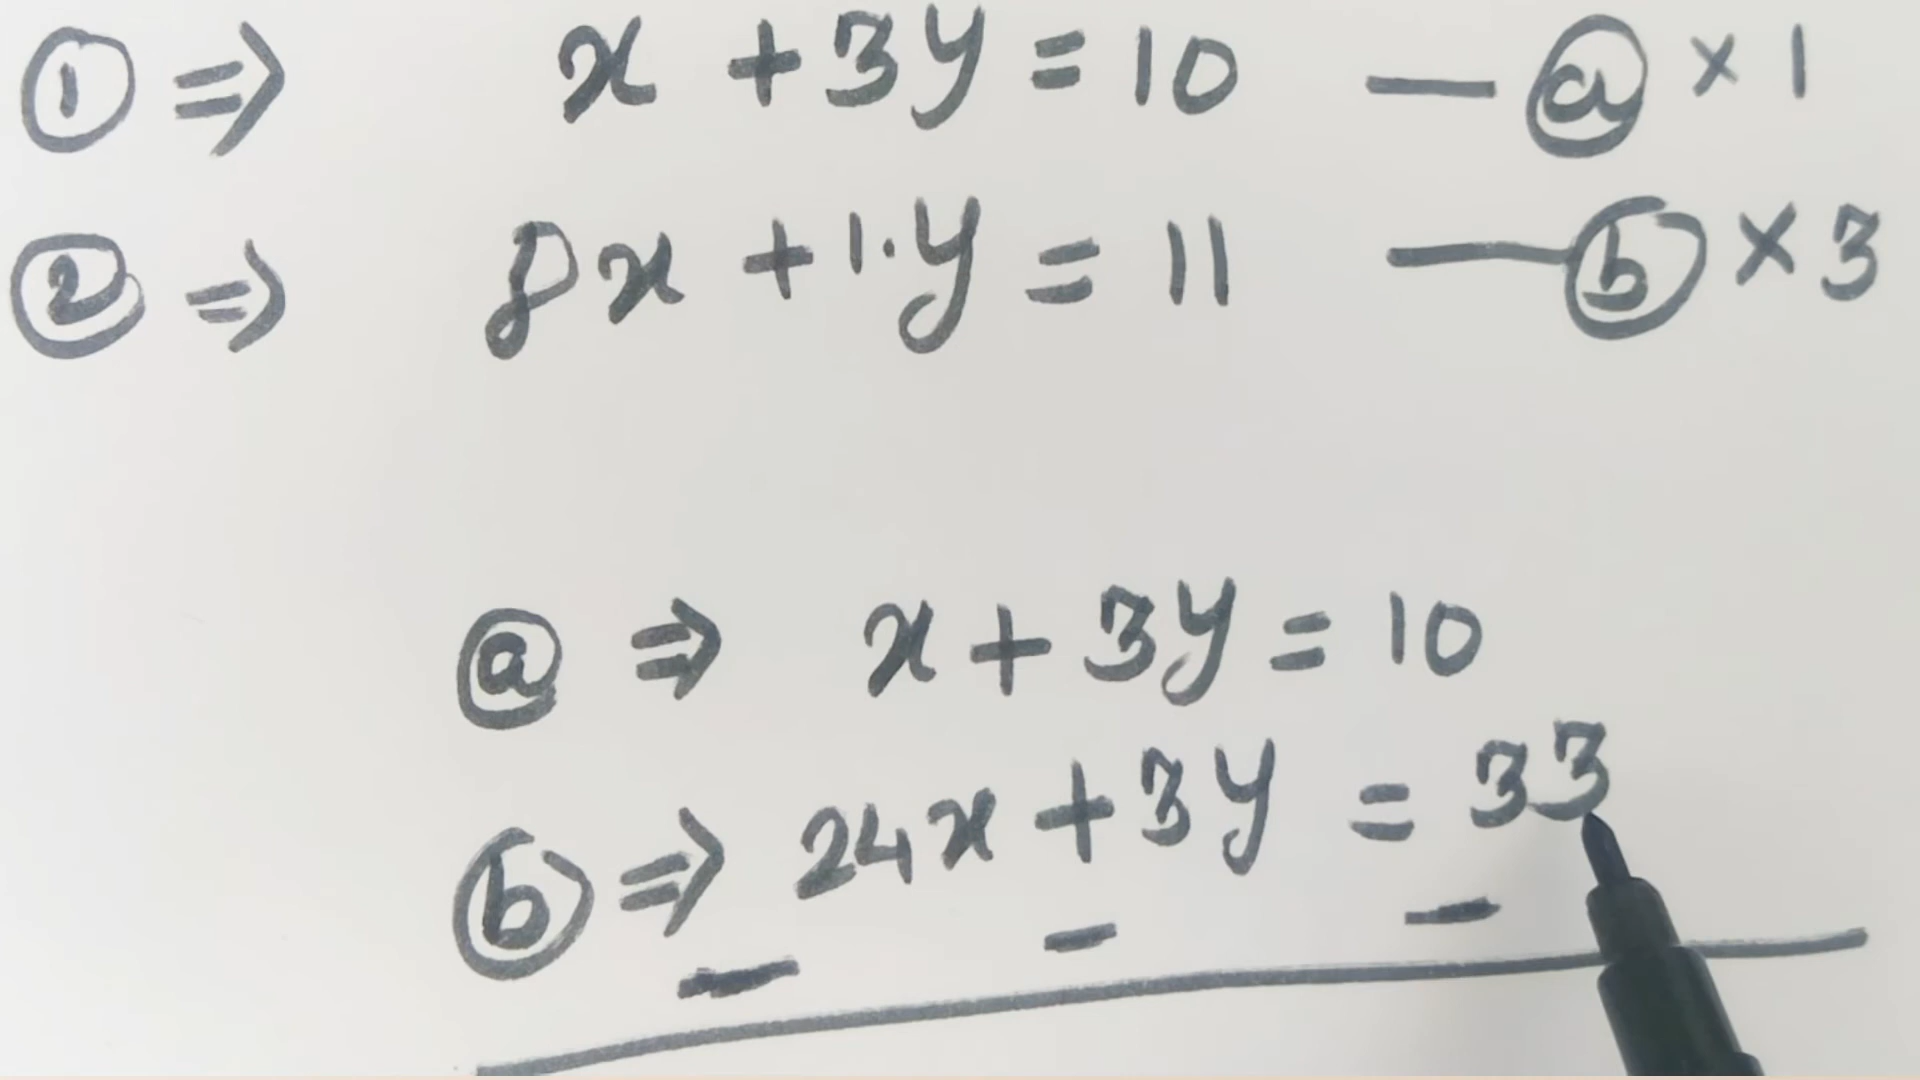 ① ⇒ x + 3y = 10 — ⓐ × 1
② ⇒ 8x + 1·y = 11 — ⓑ × 3
ⓐ ⇒ x + 3y = 10
ⓑ ⇒ 24x + 3y = 33
− − −